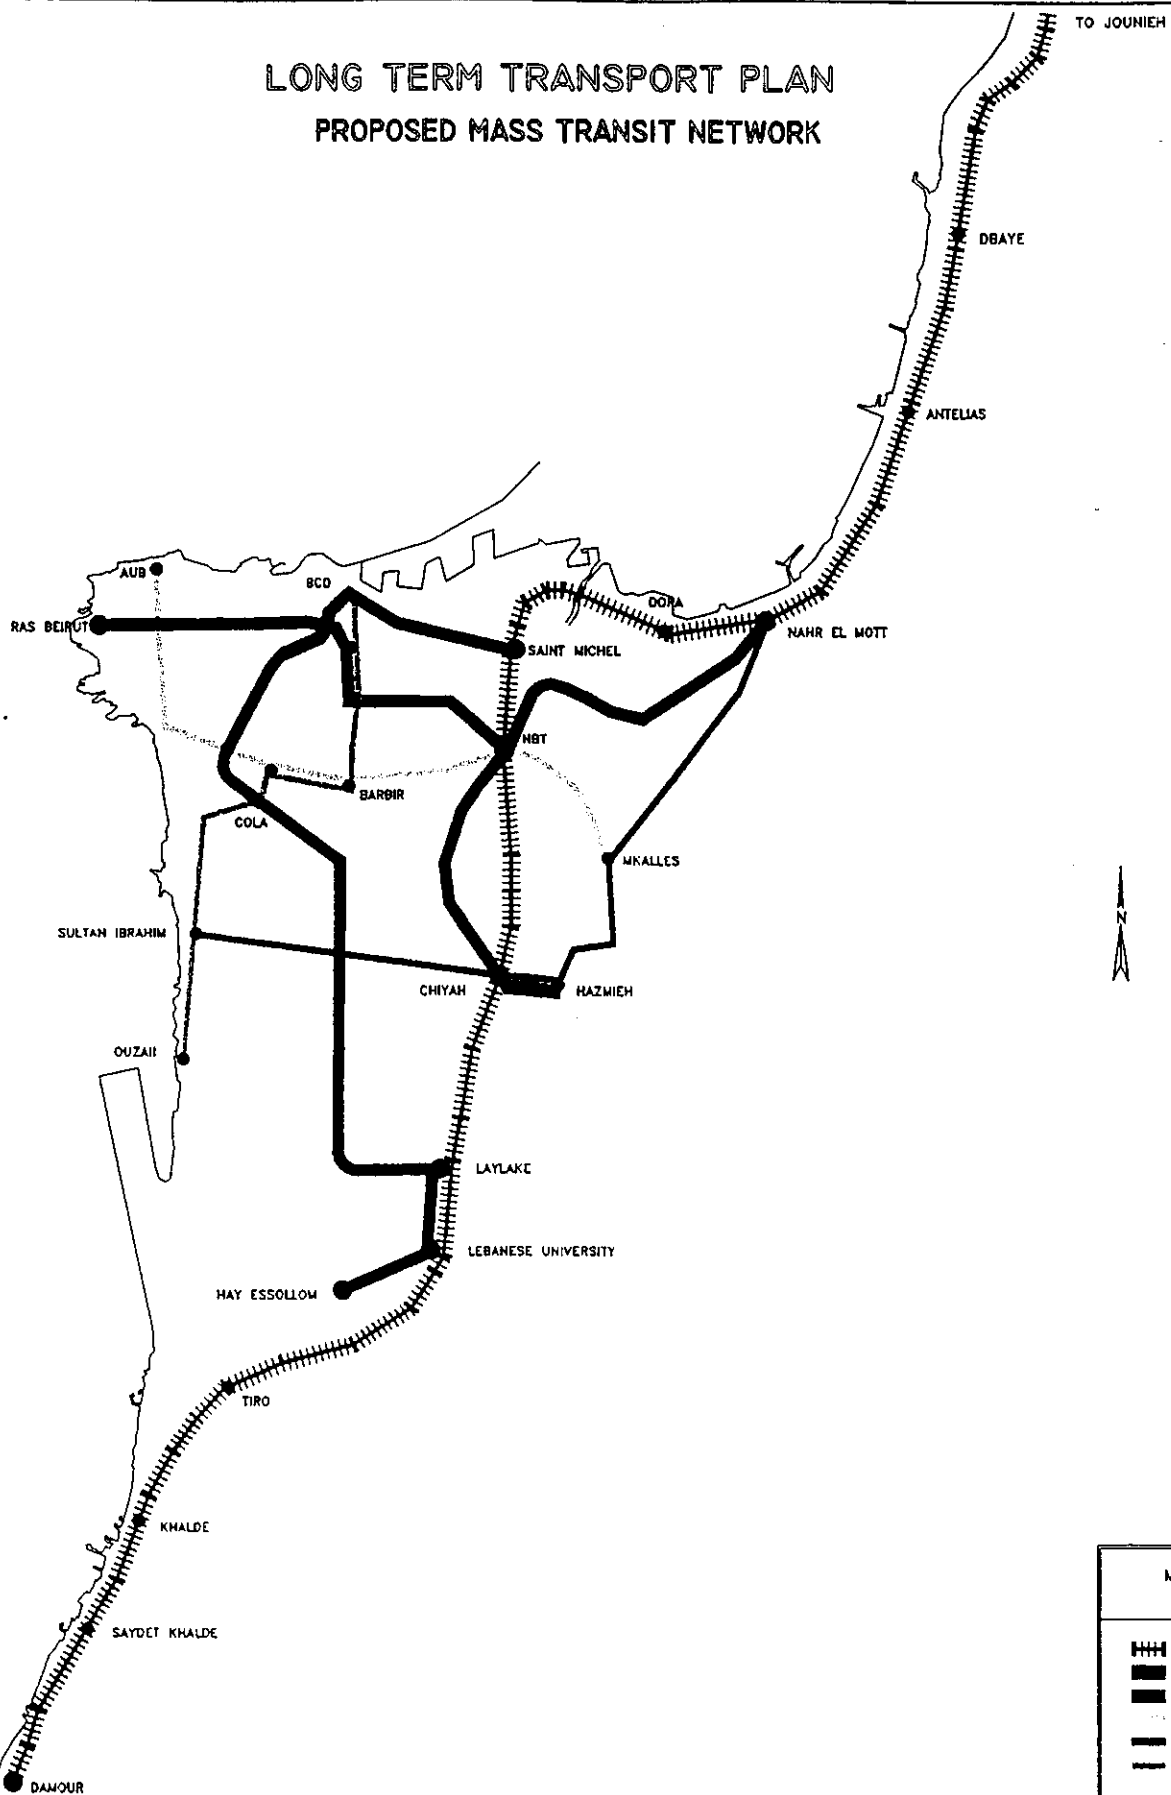 TO JOUNIEH
LONG TERM TRANSPORT PLAN
PROPOSED MASS TRANSIT NETWORK
DBAYE
ANTELIAS
AUB
BCD
DORA
RAS BEIRUT
NAHR EL MOTT
SAINT MICHEL
NBT
BARBIR
COLA
MKALLES
SULTAN IBRAHIM
N
CHIYAH
HAZMIEH
OUZAII
LAYLAKE
LEBANESE UNIVERSITY
HAY ESSOLLOM
TIRO
KHALDE
SAYDET KHALDE
DAMOUR